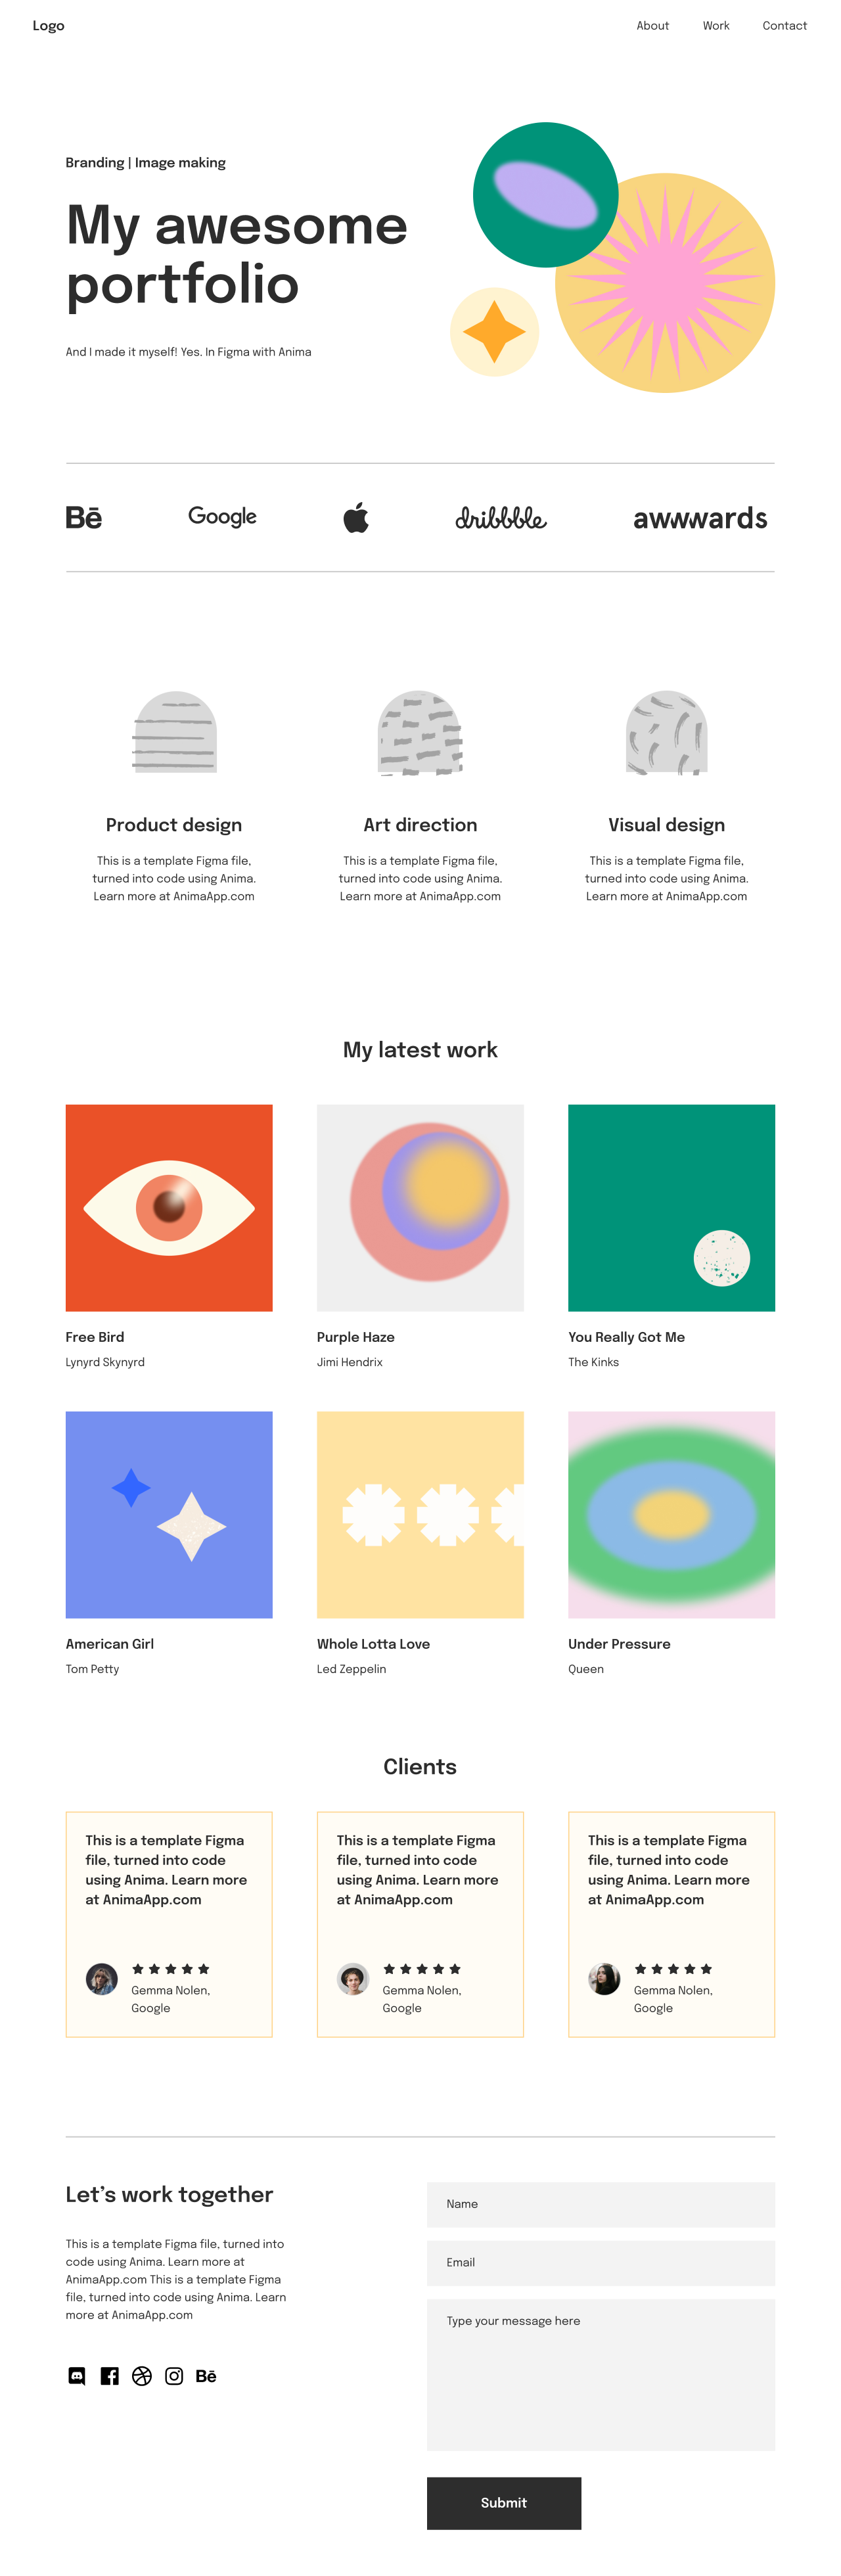 Logo
About
Work
Contact
Branding | Image making
My awesome
portfolio
And I made it myself! Yes. In Figma with Anima
Bē
Google
dribbble
awwwards
Product design
This is a template Figma file,
turned into code using Anima.
Learn more at AnimaApp.com
Art direction
This is a template Figma file,
turned into code using Anima.
Learn more at AnimaApp.com
Visual design
This is a template Figma file,
turned into code using Anima.
Learn more at AnimaApp.com
My latest work
Free Bird
Lynyrd Skynyrd
Purple Haze
Jimi Hendrix
You Really Got Me
The Kinks
American Girl
Tom Petty
Whole Lotta Love
Led Zeppelin
Under Pressure
Queen
Clients
This is a template Figma
file, turned into code
using Anima. Learn more
at AnimaApp.com
Gemma Nolen,
Google
This is a template Figma
file, turned into code
using Anima. Learn more
at AnimaApp.com
Gemma Nolen,
Google
This is a template Figma
file, turned into code
using Anima. Learn more
at AnimaApp.com
Gemma Nolen,
Google
Let’s work together
This is a template Figma file, turned into
code using Anima. Learn more at
AnimaApp.com This is a template Figma
file, turned into code using Anima. Learn
more at AnimaApp.com
Bē
Name
Email
Type your message here
Submit